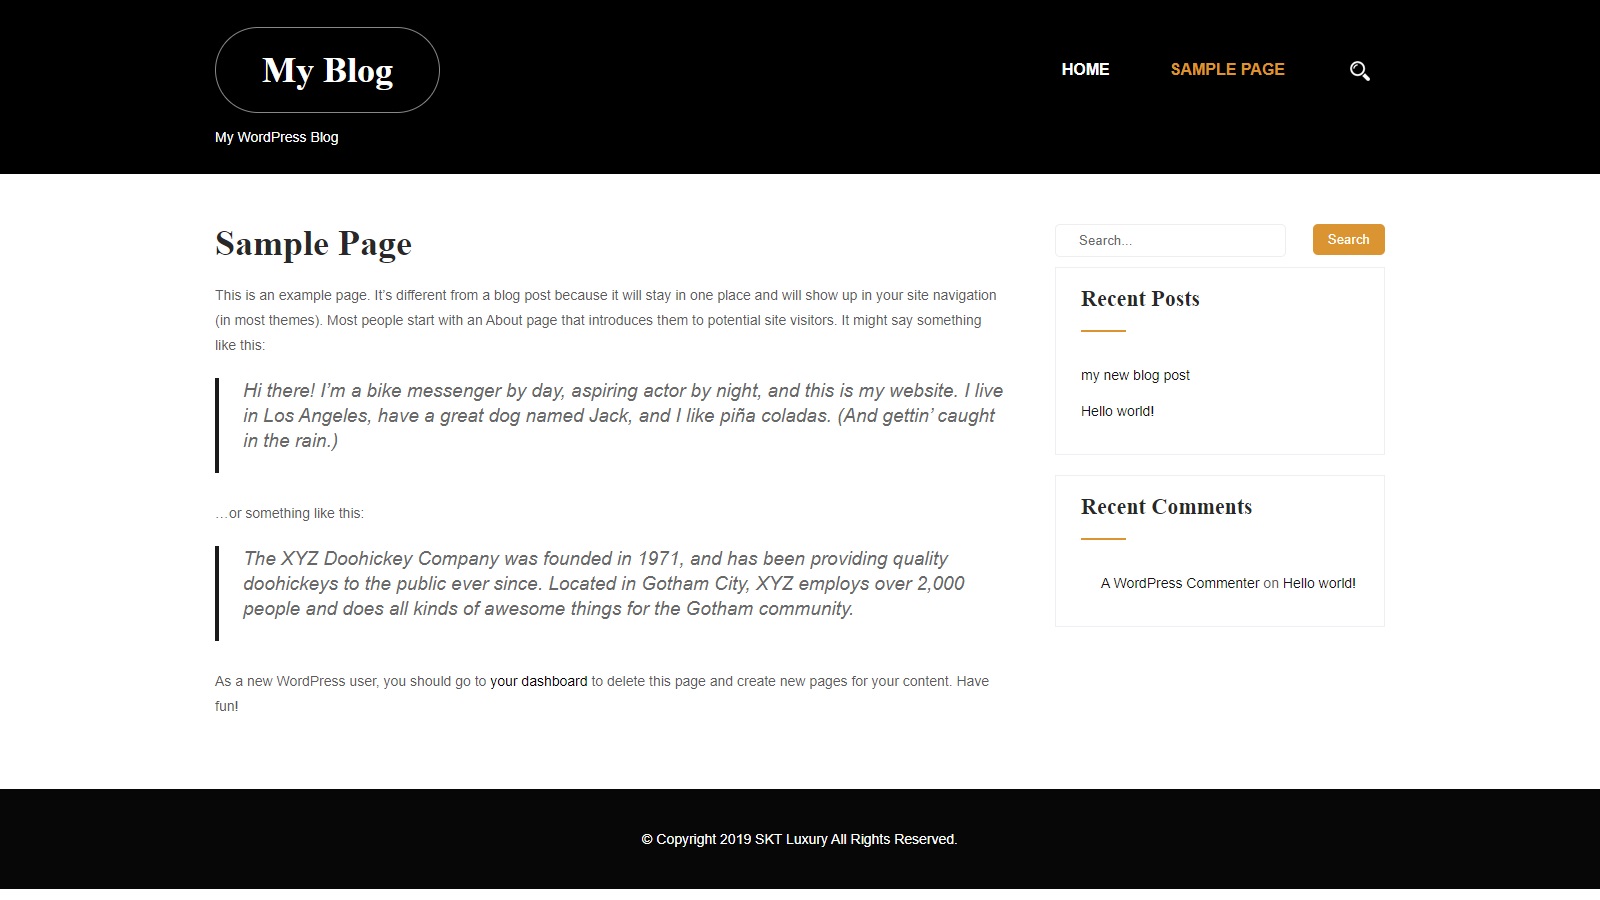 My Blog
HOME
SAMPLE PAGE
My WordPress Blog
Sample Page
This is an example page. It’s different from a blog post because it will stay in one place and will show up in your site navigation
(in most themes). Most people start with an About page that introduces them to potential site visitors. It might say something
like this:
Hi there! I’m a bike messenger by day, aspiring actor by night, and this is my website. I live
in Los Angeles, have a great dog named Jack, and I like piña coladas. (And gettin’ caught
in the rain.)
…or something like this:
The XYZ Doohickey Company was founded in 1971, and has been providing quality
doohickeys to the public ever since. Located in Gotham City, XYZ employs over 2,000
people and does all kinds of awesome things for the Gotham community.
As a new WordPress user, you should go to your dashboard to delete this page and create new pages for your content. Have
fun!
Search...
Search
Recent Posts
my new blog post
Hello world!
Recent Comments
A WordPress Commenter on Hello world!
© Copyright 2019 SKT Luxury All Rights Reserved.